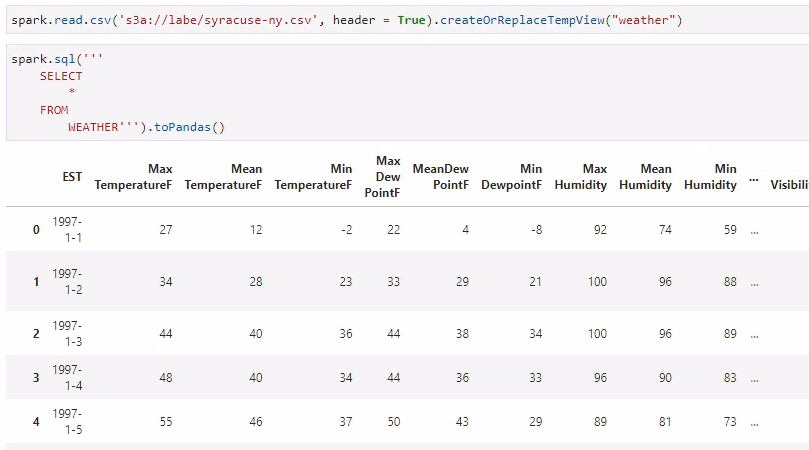 spark.read.csv('s3a://labe/syracuse-ny.csv', header = True).createOrReplaceTempView("weather")
spark.sql('''
SELECT
*
FROM
WEATHER''').toPandas()
EST Max TemperatureF Mean TemperatureF Min TemperatureF Max Dew PointF MeanDew PointF Min DewpointF Max Humidity Mean Humidity Min Humidity ... Visibili
0 1997-1-1 27 12 -2 22 4 -8 92 74 59 ...
1 1997-1-2 34 28 23 33 29 21 100 96 88 ...
2 1997-1-3 44 40 36 44 38 34 100 96 89 ...
3 1997-1-4 48 40 34 44 36 33 96 90 83 ...
4 1997-1-5 55 46 37 50 43 29 89 81 73 ...